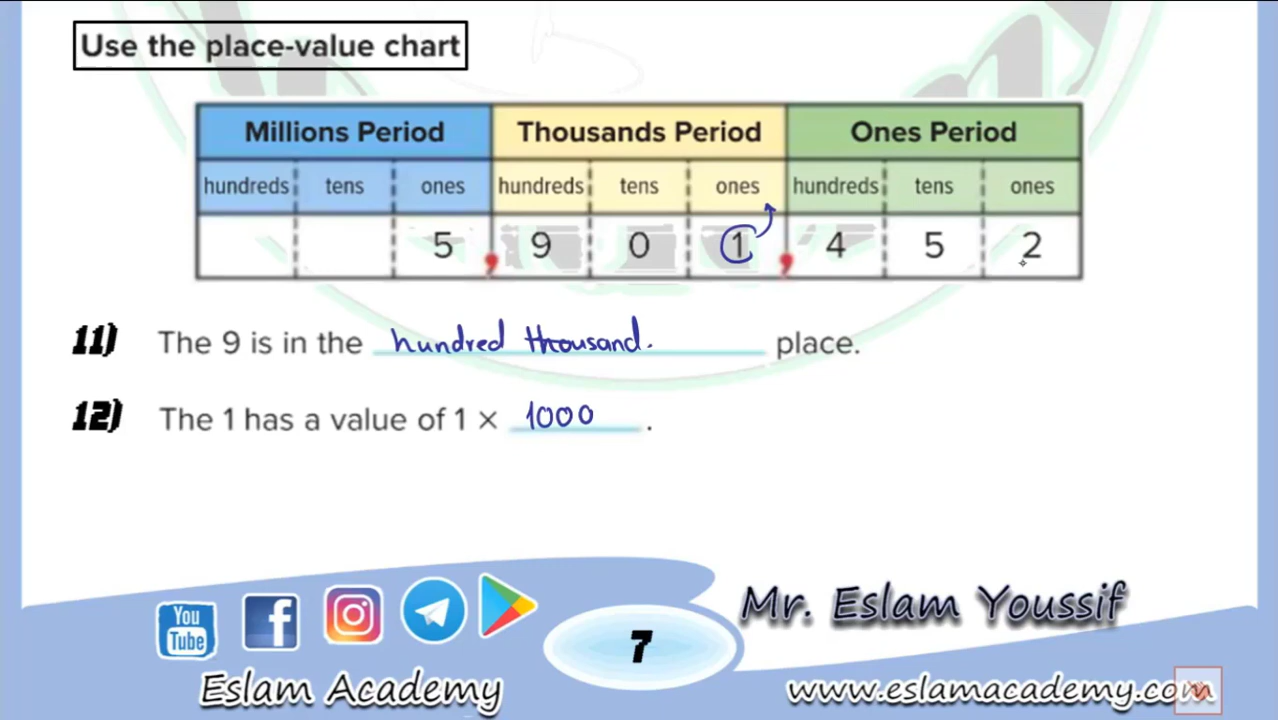 Use the place-value chart
Millions Period Thousands Period Ones Period
hundreds tens ones hundreds tens ones hundreds tens ones
5 , 9 0 1 , 4 5 2
11) The 9 is in the hundred thousand. place.
12) The 1 has a value of 1 × 1000 .
You Tube
7
Mr. Eslam Youssif
Eslam Academy
www.eslamacademy.com